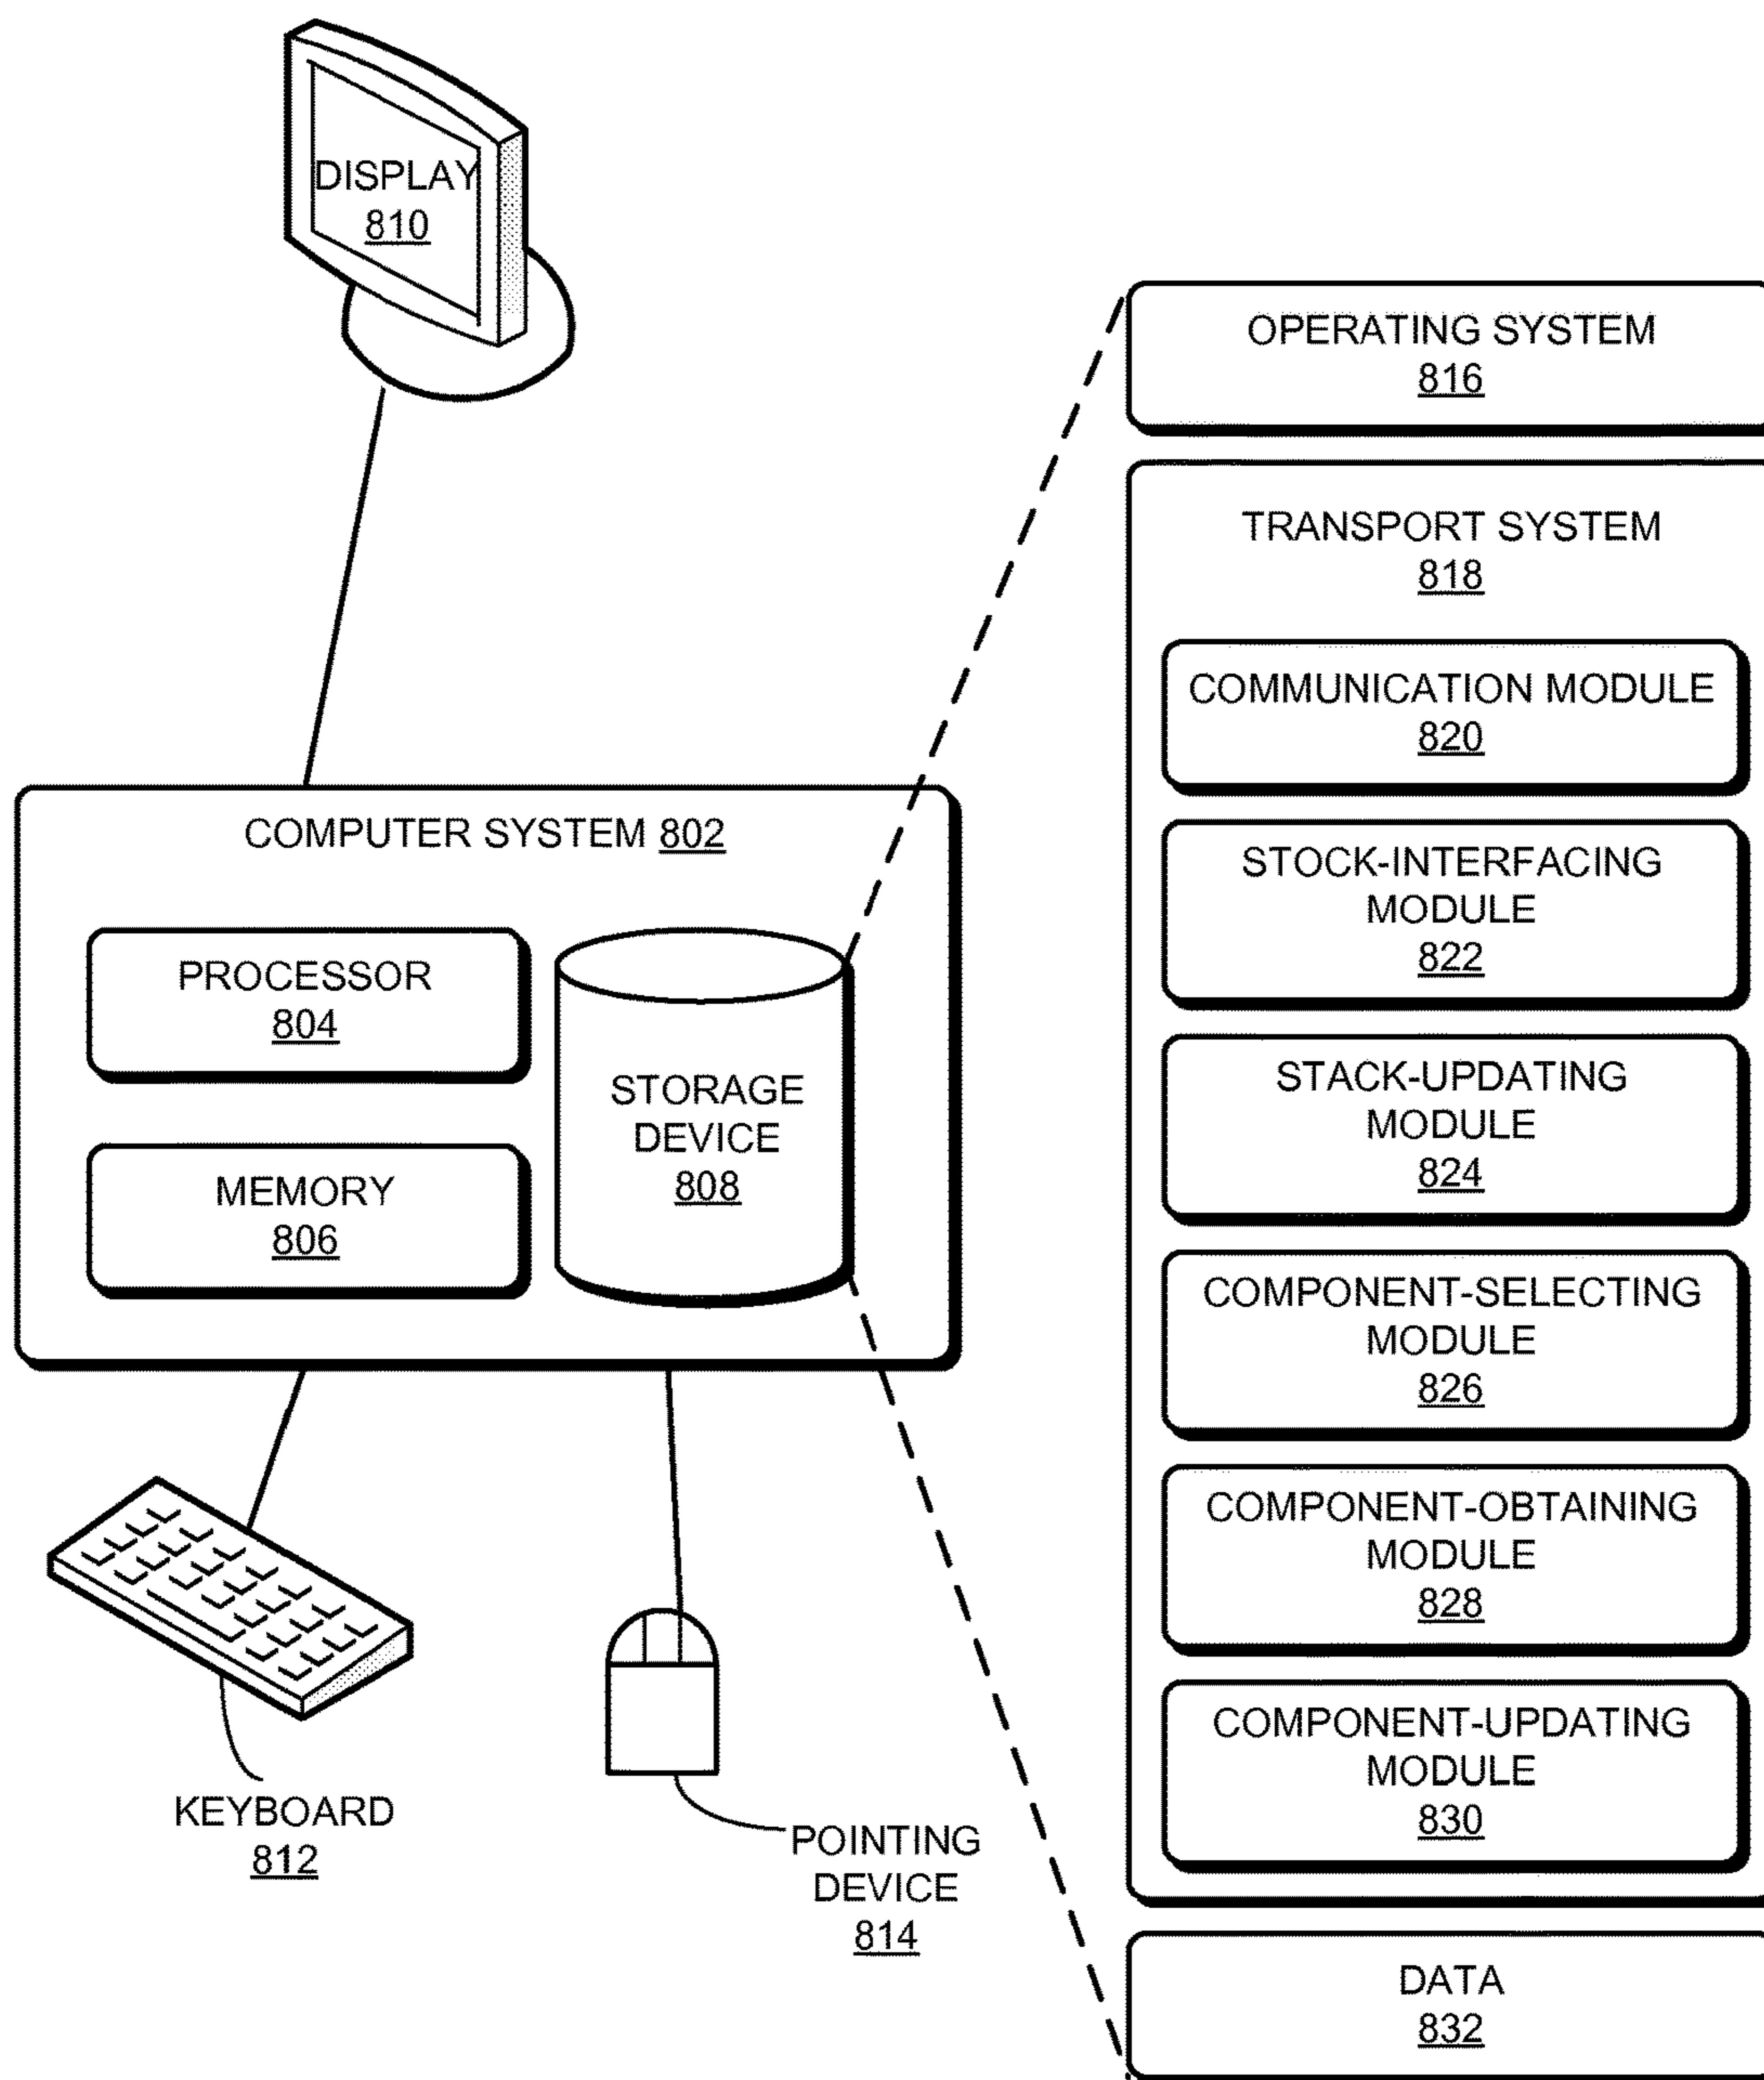 DISPLAY
810
COMPUTER SYSTEM 802
PROCESSOR
804
MEMORY
806
STORAGE
DEVICE
808
KEYBOARD
812
POINTING
DEVICE
814
OPERATING SYSTEM
816
TRANSPORT SYSTEM
818
COMMUNICATION MODULE
820
STOCK-INTERFACING
MODULE
822
STACK-UPDATING
MODULE
824
COMPONENT-SELECTING
MODULE
826
COMPONENT-OBTAINING
MODULE
828
COMPONENT-UPDATING
MODULE
830
DATA
832